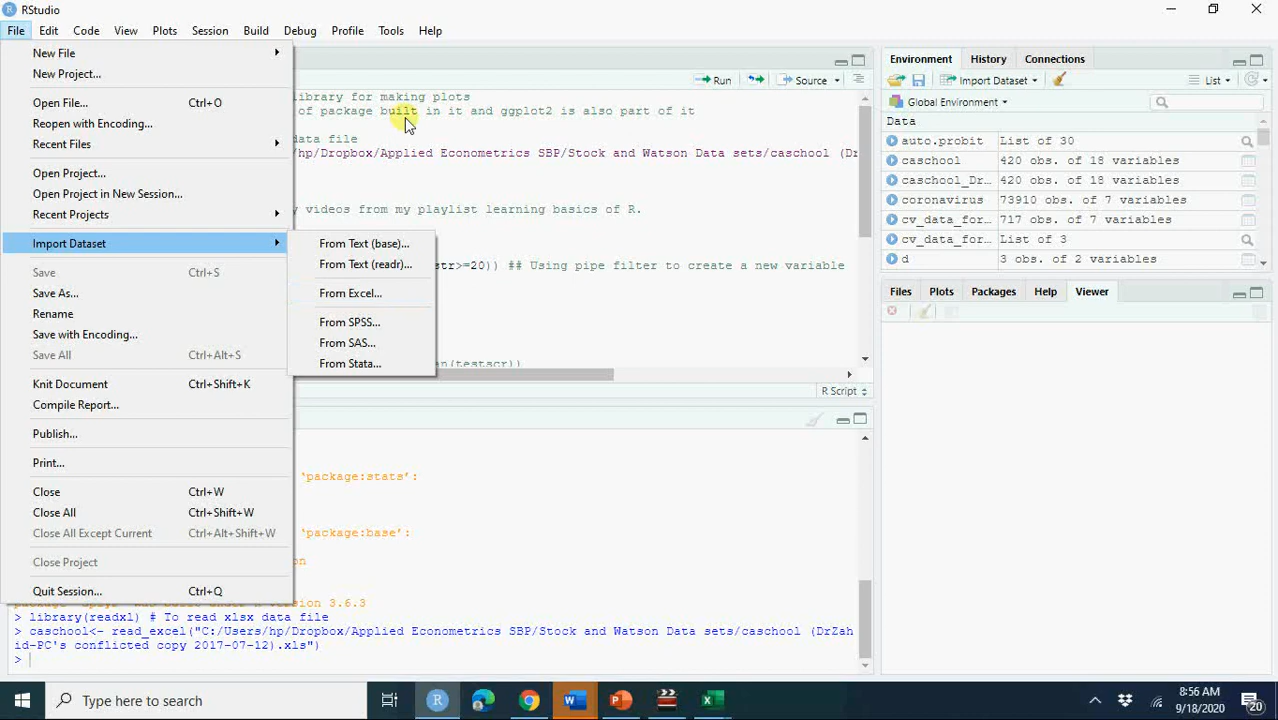 RStudio
File Edit Code View Plots Session Build Debug Profile Tools Help
New File
New Project...
Open File... Ctrl+O
Reopen with Encoding...
Recent Files
Open Project...
Open Project in New Session...
Recent Projects
Import Dataset
Save Ctrl+S
Save As...
Rename
Save with Encoding...
Save All Ctrl+Alt+S
Knit Document Ctrl+Shift+K
Compile Report...
Publish...
Print...
Close Ctrl+W
Close All Ctrl+Shift+W
Close All Except Current Ctrl+Alt+Shift+W
Close Project
Quit Session... Ctrl+Q
From Text (base)...
From Text (readr)...
From Excel...
From SPSS...
From SAS...
From Stata...
Run Source
library for making plots
of package built in it and ggplot2 is also part of it
data file
/hp/Dropbox/Applied Econometrics SBP/Stock and Watson Data sets/caschool (Dr
videos from my playlist learning basics of R.
str>=20)) ## Using pipe filter to create a new variable
(testscr))
R Script
'package:stats':
'package:base':
on
3.6.3
> library(readxl) # To read xlsx data file
> caschool<- read_excel("C:/Users/hp/Dropbox/Applied Econometrics SBP/Stock and Watson Data sets/caschool (DrZah
id-PC's conflicted copy 2017-07-12).xls")
>
Environment History Connections
Import Dataset List
Global Environment
Data
auto.probit List of 30
caschool 420 obs. of 18 variables
caschool_Dr... 420 obs. of 18 variables
coronavirus 73910 obs. of 7 variables
cv_data_for... 717 obs. of 7 variables
cv_data_for... List of 3
d 3 obs. of 2 variables
Files Plots Packages Help Viewer
Type here to search
8:56 AM
9/18/2020
20